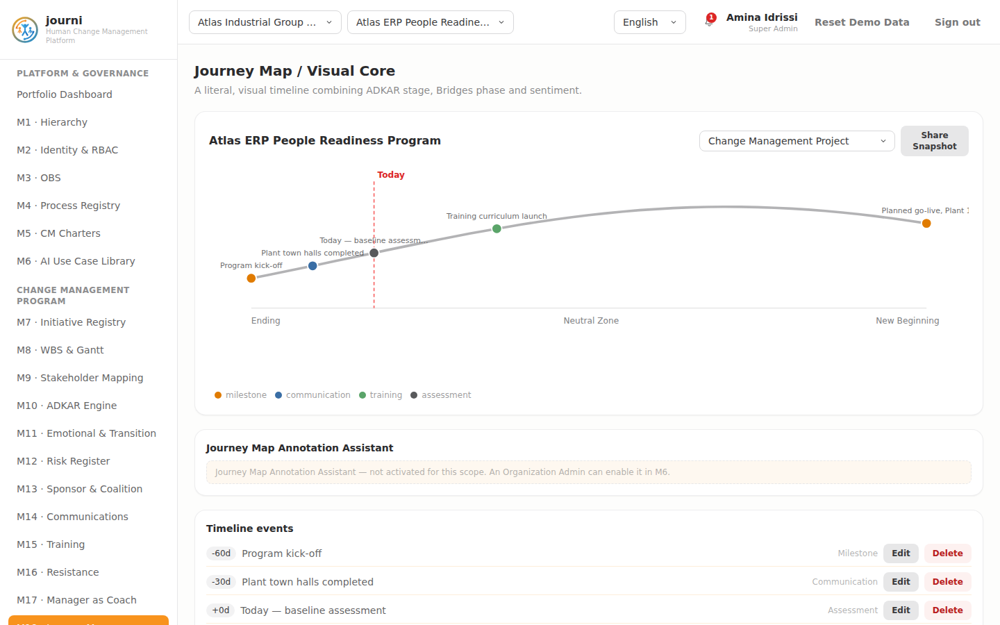 journi
Human Change Management
Platform
Atlas Industrial Group ...
Atlas ERP People Readine...
English
1
Amina Idrissi
Super Admin
Reset Demo Data
Sign out
PLATFORM & GOVERNANCE
Portfolio Dashboard
M1 · Hierarchy
M2 · Identity & RBAC
M3 · OBS
M4 · Process Registry
M5 · CM Charters
M6 · AI Use Case Library
CHANGE MANAGEMENT
PROGRAM
M7 · Initiative Registry
M8 · WBS & Gantt
M9 · Stakeholder Mapping
M10 · ADKAR Engine
M11 · Emotional & Transition
M12 · Risk Register
M13 · Sponsor & Coalition
M14 · Communications
M15 · Training
M16 · Resistance
M17 · Manager as Coach
Journey Map / Visual Core
A literal, visual timeline combining ADKAR stage, Bridges phase and sentiment.
Atlas ERP People Readiness Program
Change Management Project
Share
Snapshot
Today
Planned go-live, Plant 1
Training curriculum launch
Today — baseline assessm...
Plant town halls completed
Program kick-off
Ending
Neutral Zone
New Beginning
milestone
communication
training
assessment
Journey Map Annotation Assistant
Journey Map Annotation Assistant — not activated for this scope. An Organization Admin can enable it in M6.
Timeline events
-60d Program kick-off Milestone Edit Delete
-30d Plant town halls completed Communication Edit Delete
+0d Today — baseline assessment Assessment Edit Delete